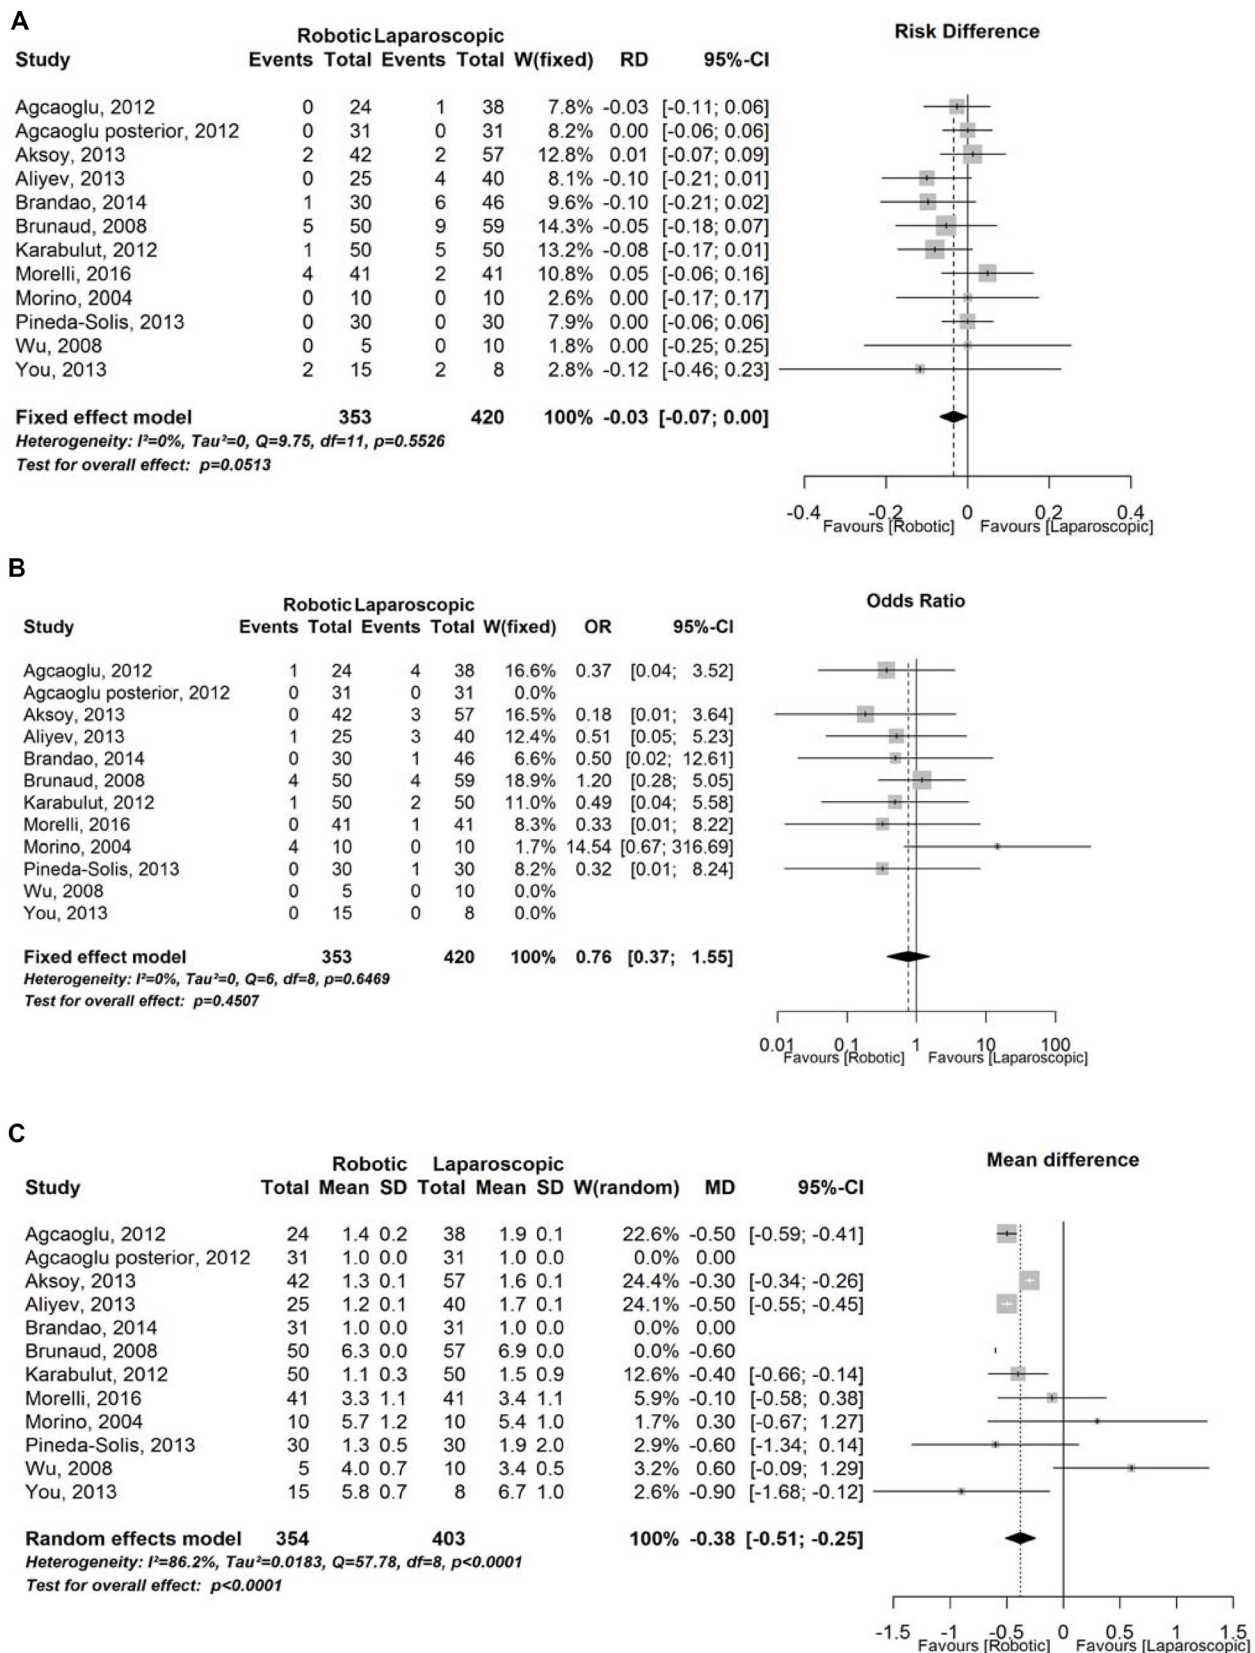 A
Robotic Laparoscopic Risk Difference
Study Events Total Events Total W(fixed) RD 95%-CI
Agcaoglu, 2012 0 24 1 38 7.8% -0.03 [-0.11; 0.06]
Agcaoglu posterior, 2012 0 31 0 31 8.2% 0.00 [-0.06; 0.06]
Aksoy, 2013 2 42 2 57 12.8% 0.01 [-0.07; 0.09]
Aliyev, 2013 0 25 4 40 8.1% -0.10 [-0.21; 0.01]
Brandao, 2014 1 30 6 46 9.6% -0.10 [-0.21; 0.02]
Brunaud, 2008 5 50 9 59 14.3% -0.05 [-0.18; 0.07]
Karabulut, 2012 1 50 5 50 13.2% -0.08 [-0.17; 0.01]
Morelli, 2016 4 41 2 41 10.8% 0.05 [-0.06; 0.16]
Morino, 2004 0 10 0 10 2.6% 0.00 [-0.17; 0.17]
Pineda-Solis, 2013 0 30 0 30 7.9% 0.00 [-0.06; 0.06]
Wu, 2008 0 5 0 10 1.8% 0.00 [-0.25; 0.25]
You, 2013 2 15 2 8 2.8% -0.12 [-0.46; 0.23]
Fixed effect model 353 420 100% -0.03 [-0.07; 0.00]
Heterogeneity: I²=0%, Tau²=0, Q=9.75, df=11, p=0.5526
Test for overall effect: p=0.0513
-0.4 -0.2 0 0.2 0.4
Favours [Robotic] Favours [Laparoscopic]
B
Robotic Laparoscopic Odds Ratio
Study Events Total Events Total W(fixed) OR 95%-CI
Agcaoglu, 2012 1 24 4 38 16.6% 0.37 [0.04; 3.52]
Agcaoglu posterior, 2012 0 31 0 31 0.0%
Aksoy, 2013 0 42 3 57 16.5% 0.18 [0.01; 3.64]
Aliyev, 2013 1 25 3 40 12.4% 0.51 [0.05; 5.23]
Brandao, 2014 0 30 1 46 6.6% 0.50 [0.02; 12.61]
Brunaud, 2008 4 50 4 59 18.9% 1.20 [0.28; 5.05]
Karabulut, 2012 1 50 2 50 11.0% 0.49 [0.04; 5.58]
Morelli, 2016 0 41 1 41 8.3% 0.33 [0.01; 8.22]
Morino, 2004 4 10 0 10 1.7% 14.54 [0.67; 316.69]
Pineda-Solis, 2013 0 30 1 30 8.2% 0.32 [0.01; 8.24]
Wu, 2008 0 5 0 10 0.0%
You, 2013 0 15 0 8 0.0%
Fixed effect model 353 420 100% 0.76 [0.37; 1.55]
Heterogeneity: I²=0%, Tau²=0, Q=6, df=8, p=0.6469
Test for overall effect: p=0.4507
0.01 0.1 1 10 100
Favours [Robotic] Favours [Laparoscopic]
C
Robotic Laparoscopic Mean difference
Study Total Mean SD Total Mean SD W(random) MD 95%-CI
Agcaoglu, 2012 24 1.4 0.2 38 1.9 0.1 22.6% -0.50 [-0.59; -0.41]
Agcaoglu posterior, 2012 31 1.0 0.0 31 1.0 0.0 0.0% 0.00
Aksoy, 2013 42 1.3 0.1 57 1.6 0.1 24.4% -0.30 [-0.34; -0.26]
Aliyev, 2013 25 1.2 0.1 40 1.7 0.1 24.1% -0.50 [-0.55; -0.45]
Brandao, 2014 31 1.0 0.0 31 1.0 0.0 0.0% 0.00
Brunaud, 2008 50 6.3 0.0 57 6.9 0.0 0.0% -0.60
Karabulut, 2012 50 1.1 0.3 50 1.5 0.9 12.6% -0.40 [-0.66; -0.14]
Morelli, 2016 41 3.3 1.1 41 3.4 1.1 5.9% -0.10 [-0.58; 0.38]
Morino, 2004 10 5.7 1.2 10 5.4 1.0 1.7% 0.30 [-0.67; 1.27]
Pineda-Solis, 2013 30 1.3 0.5 30 1.9 2.0 2.9% -0.60 [-1.34; 0.14]
Wu, 2008 5 4.0 0.7 10 3.4 0.5 3.2% 0.60 [-0.09; 1.29]
You, 2013 15 5.8 0.7 8 6.7 1.0 2.6% -0.90 [-1.68; -0.12]
Random effects model 354 403 100% -0.38 [-0.51; -0.25]
Heterogeneity: I²=86.2%, Tau²=0.0183, Q=57.78, df=8, p<0.0001
Test for overall effect: p<0.0001
-1.5 -1 -0.5 0 0.5 1 1.5
Favours [Robotic] Favours [Laparoscopic]